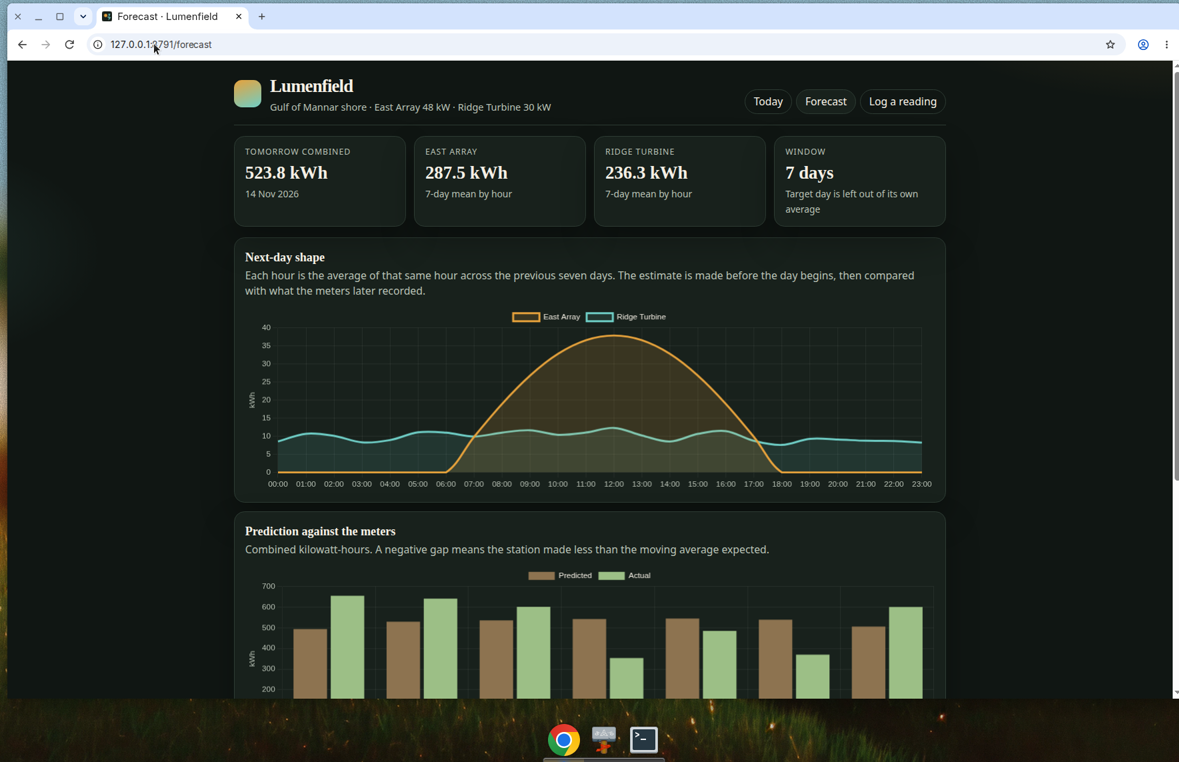 Forecast · Lumenfield
127.0.0.1:8791/forecast
Lumenfield
Gulf of Mannar shore · East Array 48 kW · Ridge Turbine 30 kW
Today
Forecast
Log a reading
TOMORROW COMBINED
523.8 kWh
14 Nov 2026
EAST ARRAY
287.5 kWh
7-day mean by hour
RIDGE TURBINE
236.3 kWh
7-day mean by hour
WINDOW
7 days
Target day is left out of its own
average
Next-day shape
Each hour is the average of that same hour across the previous seven days. The estimate is made before the day begins, then compared
with what the meters later recorded.
East Array
Ridge Turbine
40
35
30
25
20
15
10
5
0
kWh
00:00 01:00 02:00 03:00 04:00 05:00 06:00 07:00 08:00 09:00 10:00 11:00 12:00 13:00 14:00 15:00 16:00 17:00 18:00 19:00 20:00 21:00 22:00 23:00
Prediction against the meters
Combined kilowatt-hours. A negative gap means the station made less than the moving average expected.
Predicted
Actual
700
600
500
400
300
200
kWh